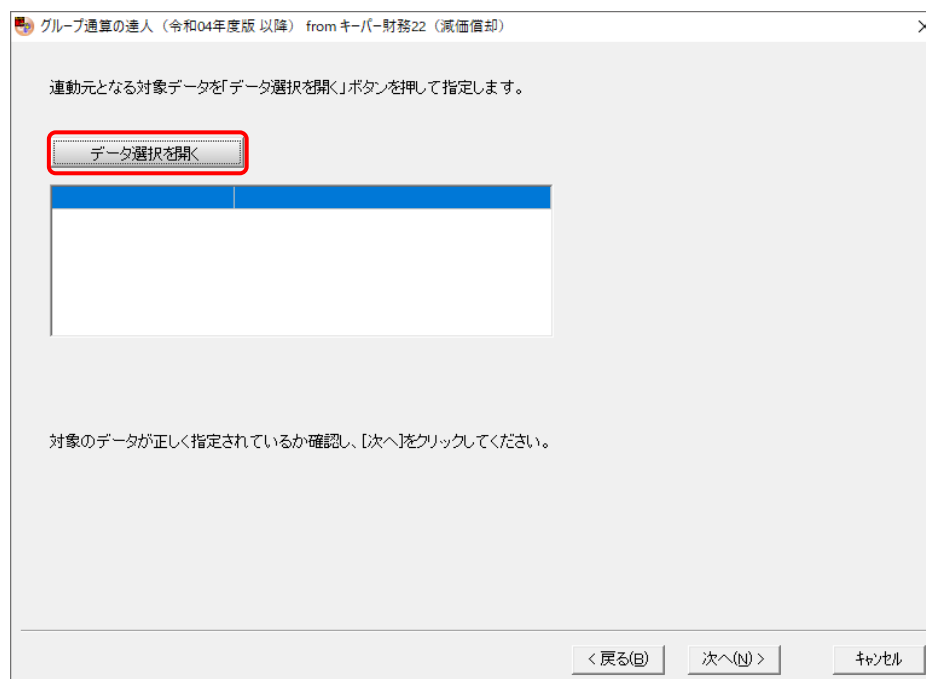 グループ通算の達人（令和04年度版 以降） from キーパー財務22（減価償却）
連動元となる対象データを「データ選択を開く」ボタンを押して指定します。
データ選択を開く
対象のデータが正しく指定されているか確認し、[次へ]をクリックしてください。
< 戻る(B)
次へ(N) >
キャンセル